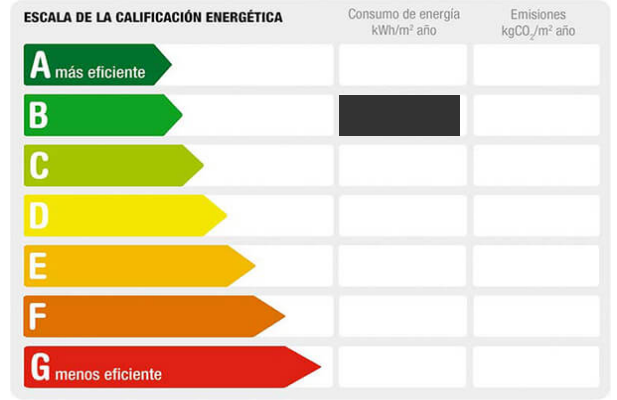 ESCALA DE LA CALIFICACIÓN ENERGÉTICA
Consumo de energía
kWh/m² año
Emisiones
kgCO₂/m² año
A más eficiente
B
C
D
E
F
G menos eficiente